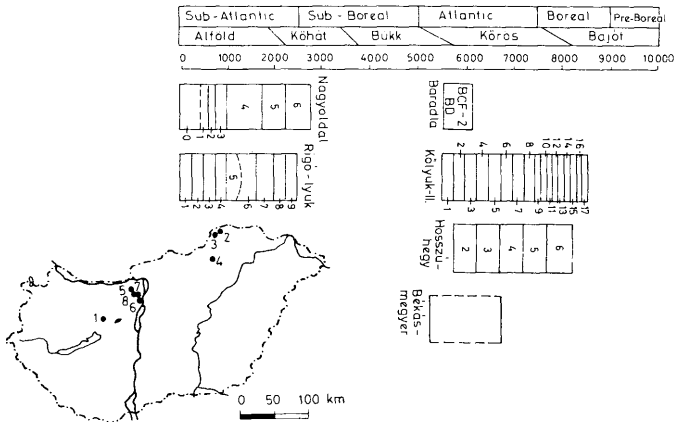 Sub-Atlantic Sub-Boreal Atlantic Boreal Pre-Boreal
Alföld Kőhát Bükk Kőrös Bajót
0 1000 2000 3000 4000 5000 6000 7000 8000 9000 10000
Nagyoldal
4 5 6
0 1 2 3
Rigó-lyuk
5
1 2 3 4 6 7 8 9
Baradla
BCF-2
BD
Kőlyuk-II.
2 4 6 8 10 12 14 16
1 3 5 7 9 11 13 15 17
Hosszú-
hegy
2 3 4 5 6
Békás-
megyer
3 2
4
5 7
8 6
1
0 50 100 km